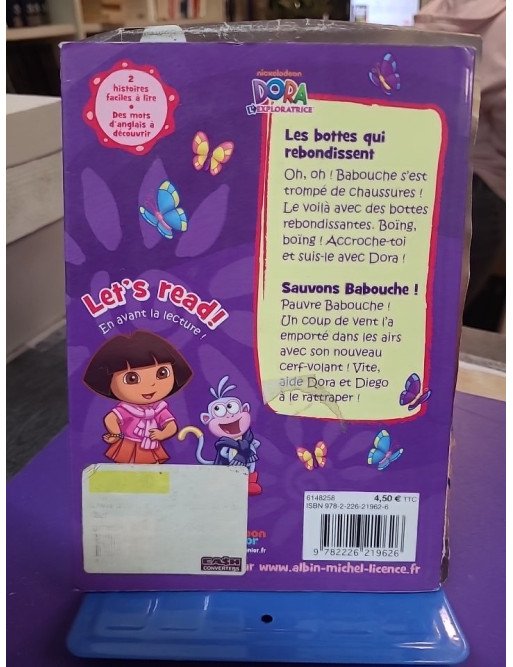 2
histoires
faciles à lire
•
Des mots
d'anglais à
découvrir
nickelodeon
DORA
L'EXPLORATRICE
Les bottes qui
rebondissent
Oh, oh ! Babouche s'est
trompé de chaussures !
Le voilà avec des bottes
rebondissantes. Boïng,
boïng ! Accroche-toi
et suis-le avec Dora !
Sauvons Babouche !
Pauvre Babouche !
Un coup de vent l'a
emporté dans les airs
avec son nouveau
cerf-volant ! Vite,
aide Dora et Diego
à le rattraper !
Let's read!
En avant la lecture !
6148258
4,50 € TTC
ISBN 978-2-226-21962-6
9 782226 219626
CASH
CONVERTERS
www.albin-michel-licence.fr